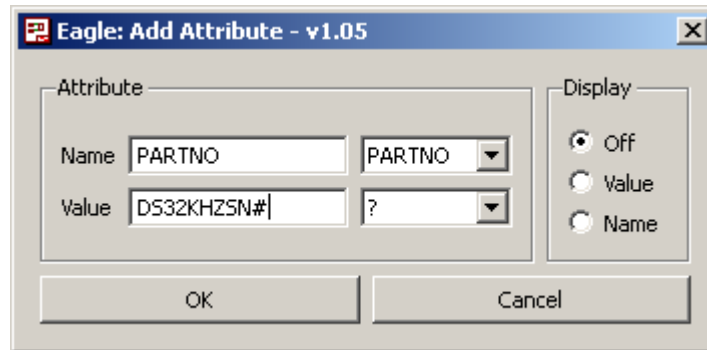 Eagle: Add Attribute - v1.05
Attribute
Display
Name PARTNO PARTNO
Off
Value DS32KHZSN# ?
Value
Name
OK Cancel